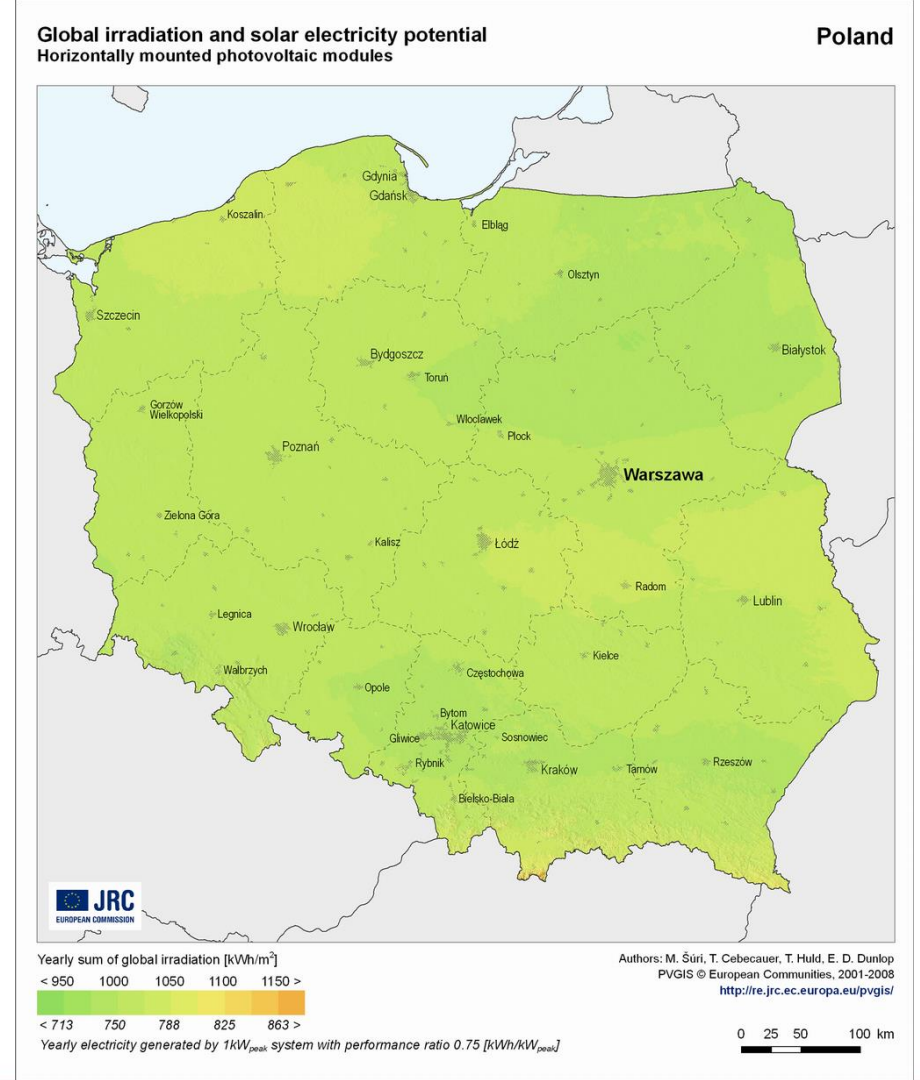 Global irradiation and solar electricity potential
Horizontally mounted photovoltaic modules
Poland
Gdynia
Gdańsk
Koszalin
Elbląg
Olsztyn
Szczecin
Białystok
Bydgoszcz
Toruń
Gorzów
Wielkopolski
Włocławek
Płock
Poznań
Warszawa
Zielona Góra
Kalisz
Łódź
Radom
Lublin
Legnica
Wrocław
Kielce
Wałbrzych
Częstochowa
Opole
Bytom
Katowice
Gliwice
Sosnowiec
Rybnik
Kraków
Tarnów
Rzeszów
Bielsko-Biała
JRC
EUROPEAN COMMISSION
Yearly sum of global irradiation [kWh/m²]
< 950 1000 1050 1100 1150 >
< 713 750 788 825 863 >
Yearly electricity generated by 1kWpeak system with performance ratio 0.75 [kWh/kWpeak]
Authors: M. Šúri, T. Cebecauer, T. Huld, E. D. Dunlop
PVGIS © European Communities, 2001-2008
http://re.jrc.ec.europa.eu/pvgis/
0 25 50 100 km